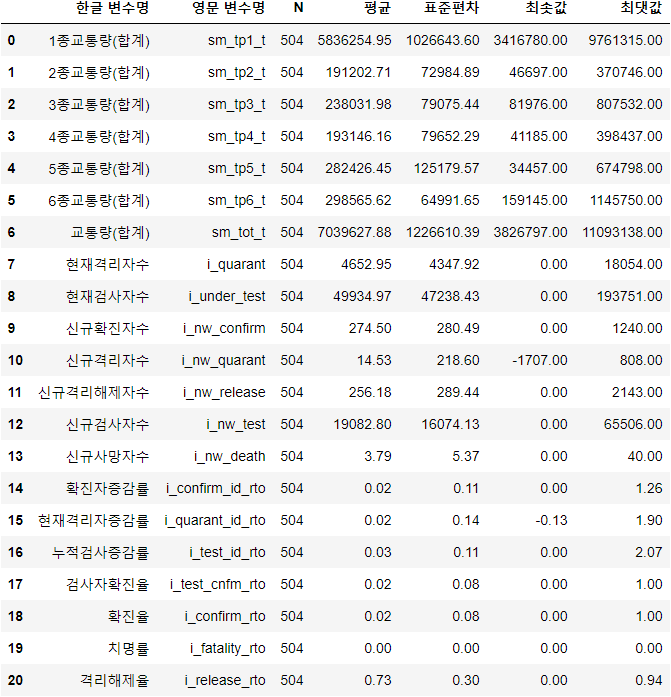 한글 변수명 영문 변수명 N 평균 표준편차 최솟값 최댓값
0 1종교통량(합계) sm_tp1_t 504 5836254.95 1026643.60 3416780.00 9761315.00
1 2종교통량(합계) sm_tp2_t 504 191202.71 72984.89 46697.00 370746.00
2 3종교통량(합계) sm_tp3_t 504 238031.98 79075.44 81976.00 807532.00
3 4종교통량(합계) sm_tp4_t 504 193146.16 79652.29 41185.00 398437.00
4 5종교통량(합계) sm_tp5_t 504 282426.45 125179.57 34457.00 674798.00
5 6종교통량(합계) sm_tp6_t 504 298565.62 64991.65 159145.00 1145750.00
6 교통량(합계) sm_tot_t 504 7039627.88 1226610.39 3826797.00 11093138.00
7 현재격리자수 i_quarant 504 4652.95 4347.92 0.00 18054.00
8 현재검사자수 i_under_test 504 49934.97 47238.43 0.00 193751.00
9 신규확진자수 i_nw_confirm 504 274.50 280.49 0.00 1240.00
10 신규격리자수 i_nw_quarant 504 14.53 218.60 -1707.00 808.00
11 신규격리해제자수 i_nw_release 504 256.18 289.44 0.00 2143.00
12 신규검사자수 i_nw_test 504 19082.80 16074.13 0.00 65506.00
13 신규사망자수 i_nw_death 504 3.79 5.37 0.00 40.00
14 확진자증감률 i_confirm_id_rto 504 0.02 0.11 0.00 1.26
15 현재격리자증감률 i_quarant_id_rto 504 0.02 0.14 -0.13 1.90
16 누적검사증감률 i_test_id_rto 504 0.03 0.11 0.00 2.07
17 검사자확진율 i_test_cnfm_rto 504 0.02 0.08 0.00 1.00
18 확진율 i_confirm_rto 504 0.02 0.08 0.00 1.00
19 치명률 i_fatality_rto 504 0.00 0.00 0.00 0.00
20 격리해제율 i_release_rto 504 0.73 0.30 0.00 0.94